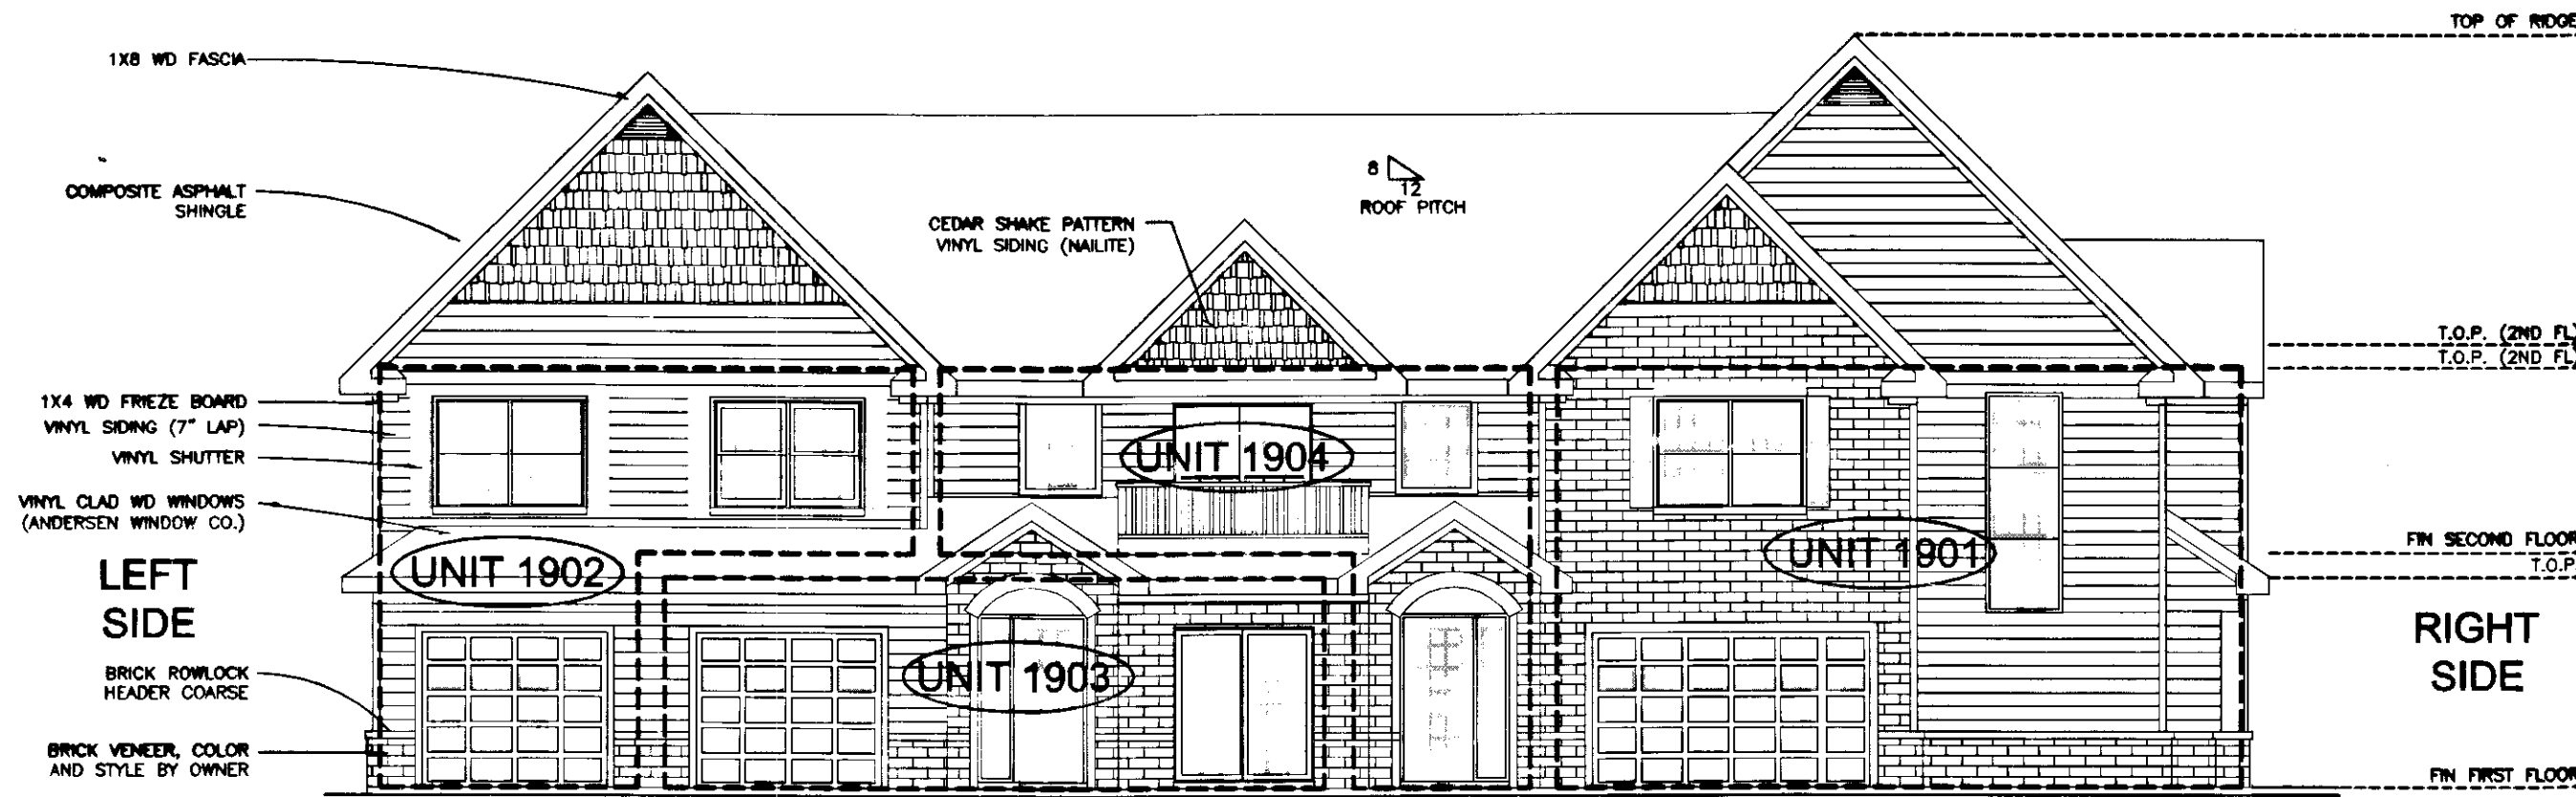 TOP OF RIDGE
1X8 WD FASCIA
COMPOSITE ASPHALT
SHINGLE
8
12
ROOF PITCH
CEDAR SHAKE PATTERN
VINYL SIDING (NAILITE)
T.O.P. (2ND FL)
T.O.P. (2ND FL)
1X4 WD FRIEZE BOARD
VINYL SIDING (7" LAP)
VINYL SHUTTER
VINYL CLAD WD WINDOWS
(ANDERSEN WINDOW CO.)
UNIT 1904
UNIT 1902
UNIT 1901
FIN SECOND FLOOR
T.O.P.
LEFT
SIDE
RIGHT
SIDE
UNIT 1903
BRICK ROWLOCK
HEADER COARSE
BRICK VENEER, COLOR
AND STYLE BY OWNER
FIN FIRST FLOOR